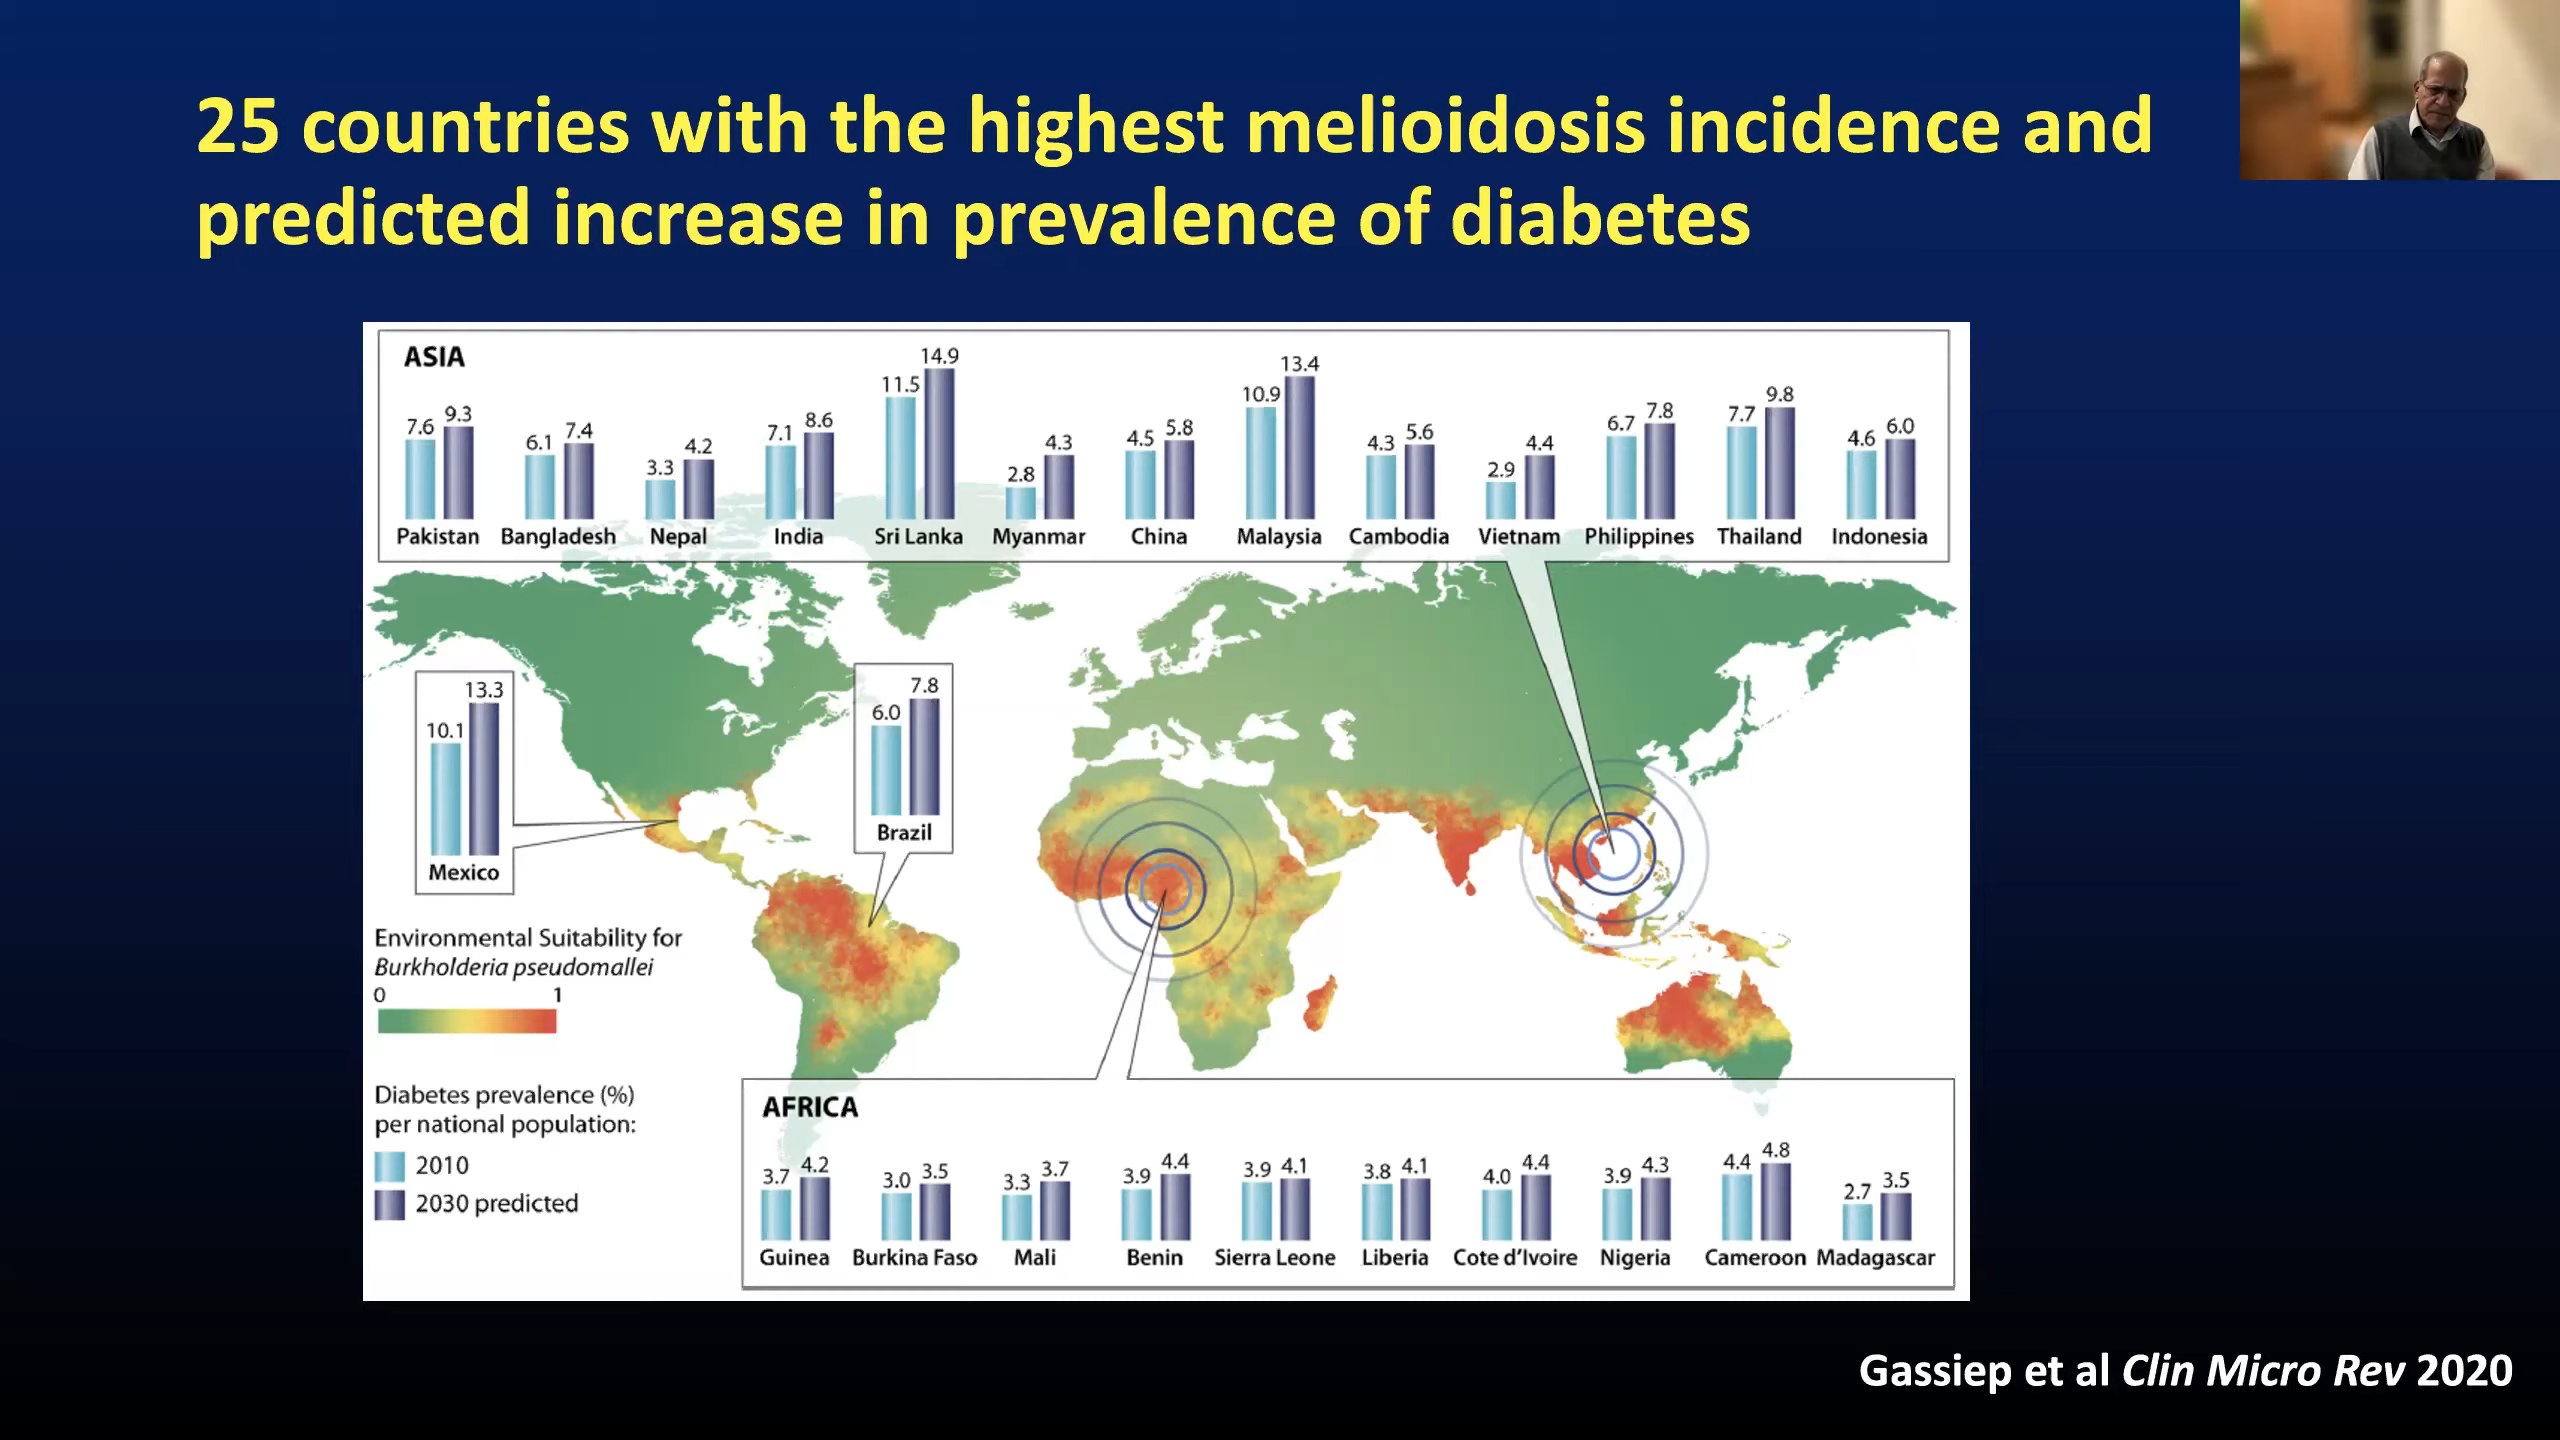 25 countries with the highest melioidosis incidence and
predicted increase in prevalence of diabetes
ASIA
7.6 9.3 6.1 7.4 3.3 4.2 7.1 8.6 11.5 14.9 2.8 4.3 4.5 5.8 10.9 13.4 4.3 5.6 2.9 4.4 6.7 7.8 7.7 9.8 4.6 6.0
Pakistan Bangladesh Nepal India Sri Lanka Myanmar China Malaysia Cambodia Vietnam Philippines Thailand Indonesia
10.1 13.3
Mexico
6.0 7.8
Brazil
Environmental Suitability for
Burkholderia pseudomallei
0 1
Diabetes prevalence (%)
per national population:
2010
2030 predicted
AFRICA
3.7 4.2 3.0 3.5 3.3 3.7 3.9 4.4 3.9 4.1 3.8 4.1 4.0 4.4 3.9 4.3 4.4 4.8 2.7 3.5
Guinea Burkina Faso Mali Benin Sierra Leone Liberia Cote d'Ivoire Nigeria Cameroon Madagascar
Gassiep et al Clin Micro Rev 2020